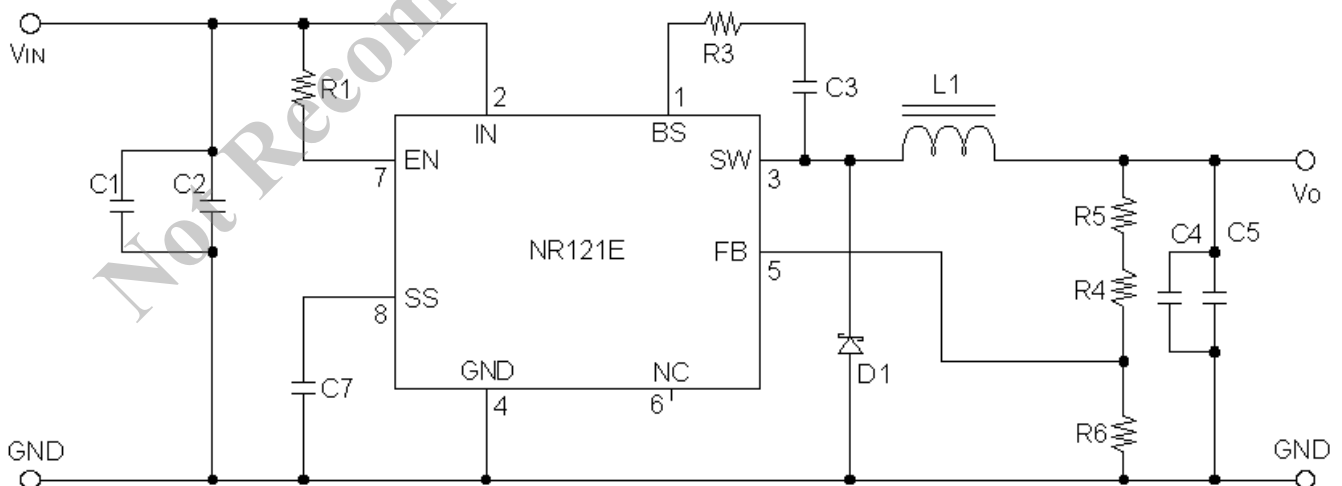 Not Recom
VIN
R1
2
IN
1
BS
R3
C3
L1
EN
7
SW
3
Vo
C1
C2
NR121E
FB
5
R5
R4
C4
C5
SS
8
C7
GND
4
NC
6
D1
R6
GND
GND